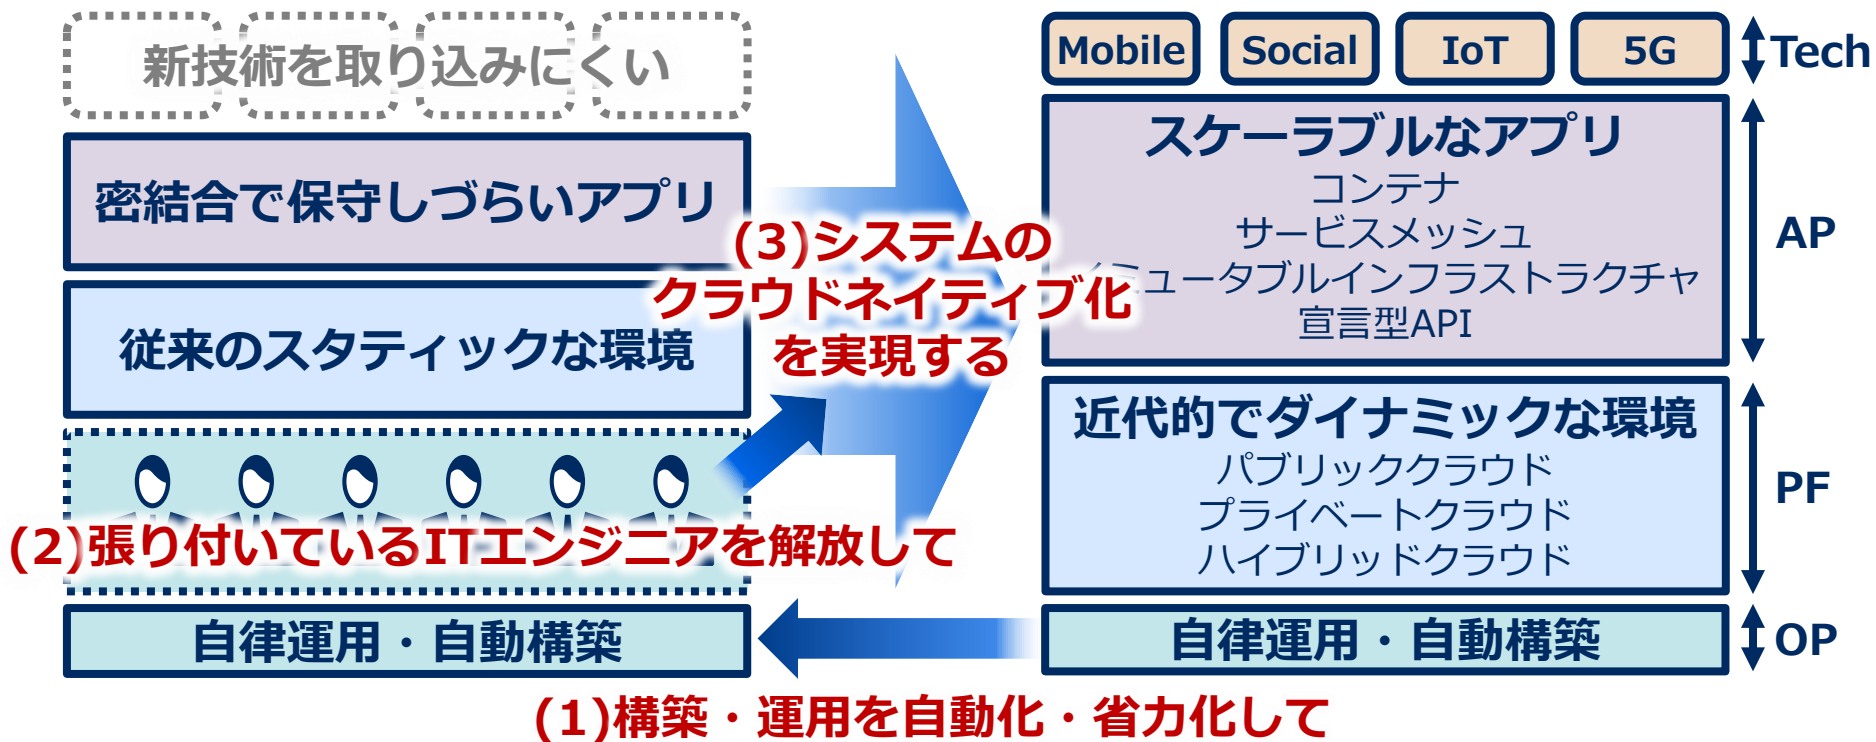 新技術を取り込みにくい
密結合で保守しづらいアプリ
従来のスタティックな環境
(2)張り付いているITエンジニアを解放して
自律運用・自動構築
(3)システムの
クラウドネイティブ化
を実現する
(1)構築・運用を自動化・省力化して
Mobile
Social
IoT
5G
Tech
スケーラブルなアプリ
コンテナ
サービスメッシュ
イミュータブルインフラストラクチャ
宣言型API
AP
近代的でダイナミックな環境
パブリッククラウド
プライベートクラウド
ハイブリッドクラウド
PF
自律運用・自動構築
OP